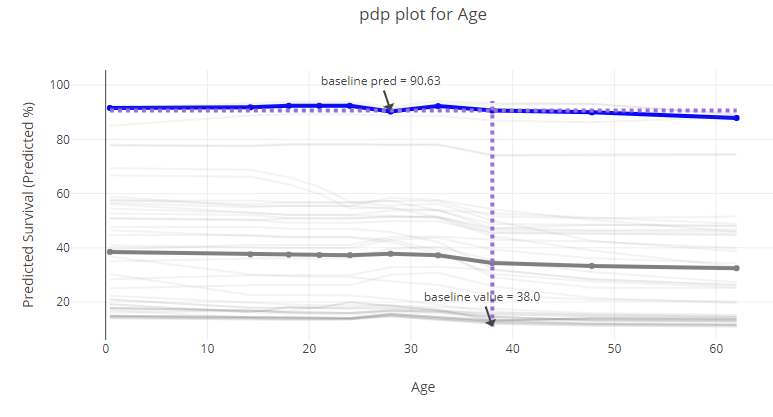 pdp plot for Age
baseline pred = 90.63
100
80
60
40
20
Predicted Survival (Predicted %)
baseline value = 38.0
0 10 20 30 40 50 60
Age